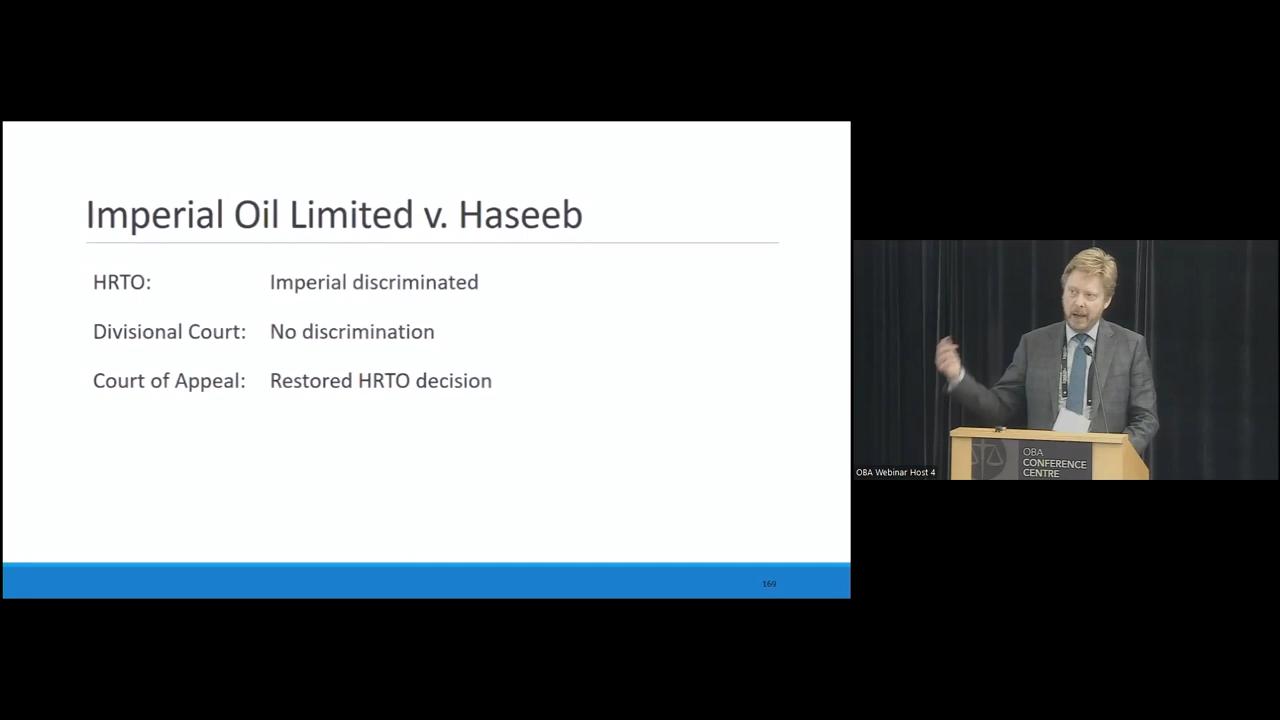 Imperial Oil Limited v. Haseeb
HRTO: Imperial discriminated
Divisional Court: No discrimination
Court of Appeal: Restored HRTO decision
169
OBA Webinar Host 4
OBA
CONFERENCE
CENTRE